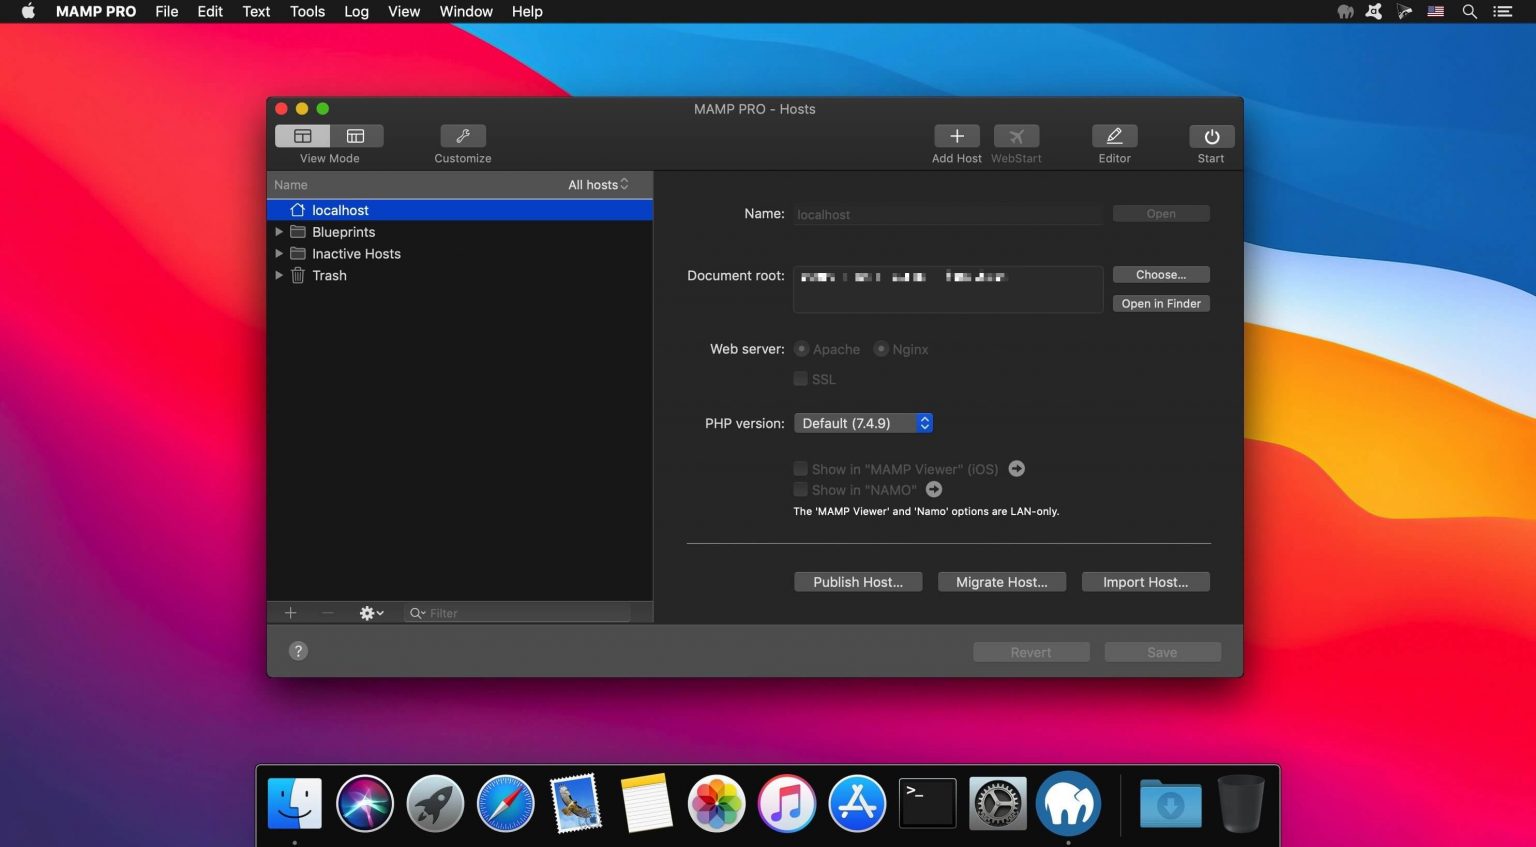 MAMP PRO File Edit Text Tools Log View Window Help
MAMP PRO - Hosts
View Mode Customize Add Host WebStart Editor Start
Name All hosts
localhost
Blueprints
Inactive Hosts
Trash
Filter
Name: localhost Open
Document root: Choose...
Open in Finder
Web server: Apache Nginx
SSL
PHP version: Default (7.4.9)
Show in "MAMP Viewer" (iOS)
Show in "NAMO"
The 'MAMP Viewer' and 'Namo' options are LAN-only.
Publish Host... Migrate Host... Import Host...
? Revert Save
>_